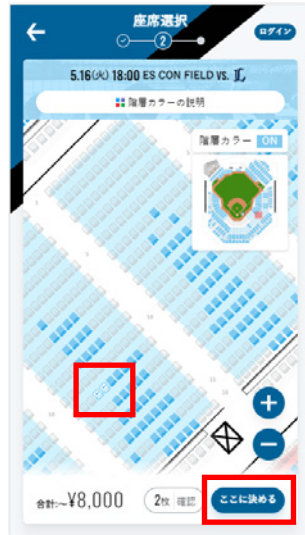 座席選択
2
ログイン
5.16(火) 18:00 ES CON FIELD VS. L
階層カラーの説明
階層カラー ON
合計:~¥8,000
2枚 確認
ここに決める